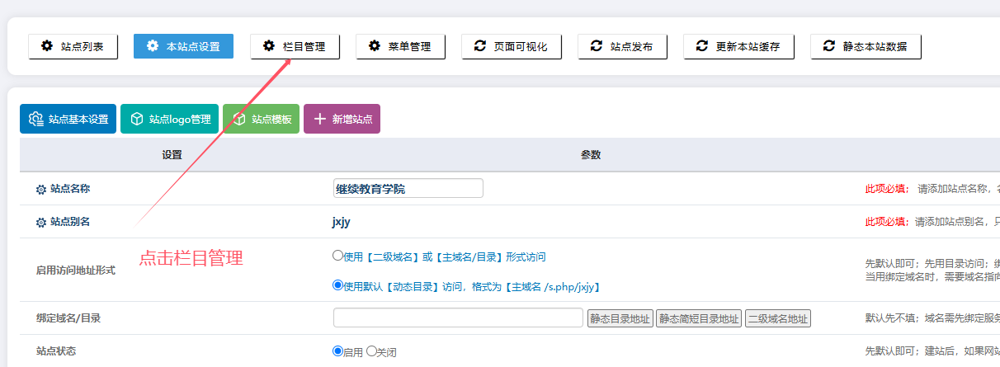 站点列表 本站点设置 栏目管理 菜单管理 页面可视化 站点发布 更新本站缓存 静态本站数据
站点基本设置 站点logo管理 站点模板 新增站点
设置 参数
站点名称 继续教育学院 此项必填；请添加站点名称，名
站点别名 jxjy 此项必填；请添加站点别名，只
点击栏目管理
启用访问地址形式
使用【二级域名】或【主域名/目录】形式访问
使用默认【动态目录】访问，格式为【主域名 /s.php/jxjy】
先默认即可；先用目录访问；绑
当用绑定域名时，需要域名指向
绑定域名/目录 静态目录地址 静态简短目录地址 二级域名地址 默认先不填；域名需先绑定服务
站点状态 启用 关闭 先默认即可；建站后，如果网站